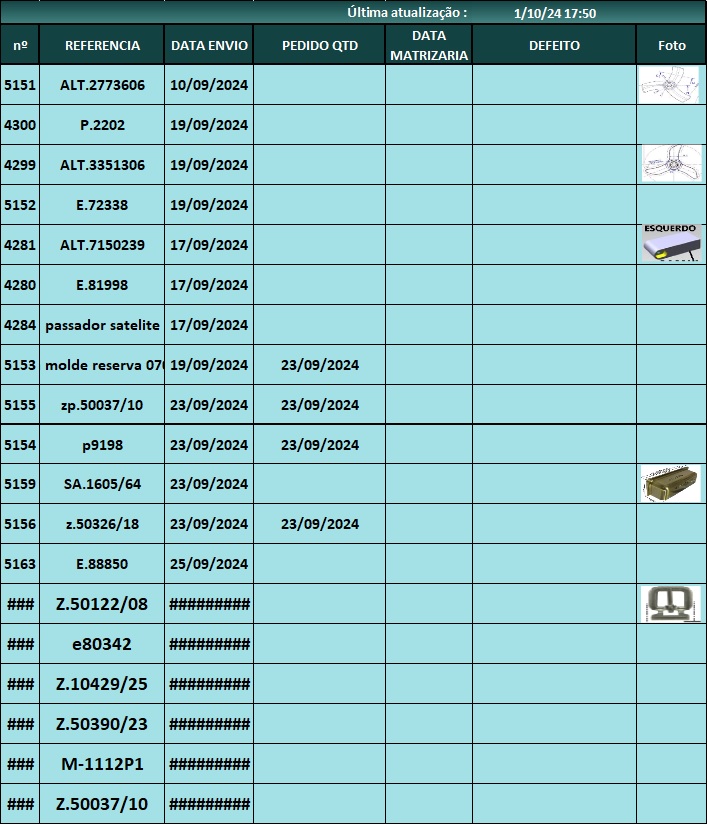 Última atualização : 1/10/24 17:50
nº REFERENCIA DATA ENVIO PEDIDO QTD DATA MATRIZARIA DEFEITO Foto
5151 ALT.2773606 10/09/2024
4300 P.2202 19/09/2024
4299 ALT.3351306 19/09/2024
5152 E.72338 19/09/2024
4281 ALT.7150239 17/09/2024 ESQUERDO
4280 E.81998 17/09/2024
4284 passador satelite 17/09/2024
5153 molde reserva 070 19/09/2024 23/09/2024
5155 zp.50037/10 23/09/2024 23/09/2024
5154 p9198 23/09/2024 23/09/2024
5159 SA.1605/64 23/09/2024
5156 z.50326/18 23/09/2024 23/09/2024
5163 E.88850 25/09/2024
### Z.50122/08 #########
### e80342 #########
### Z.10429/25 #########
### Z.50390/23 #########
### M-1112P1 #########
### Z.50037/10 #########